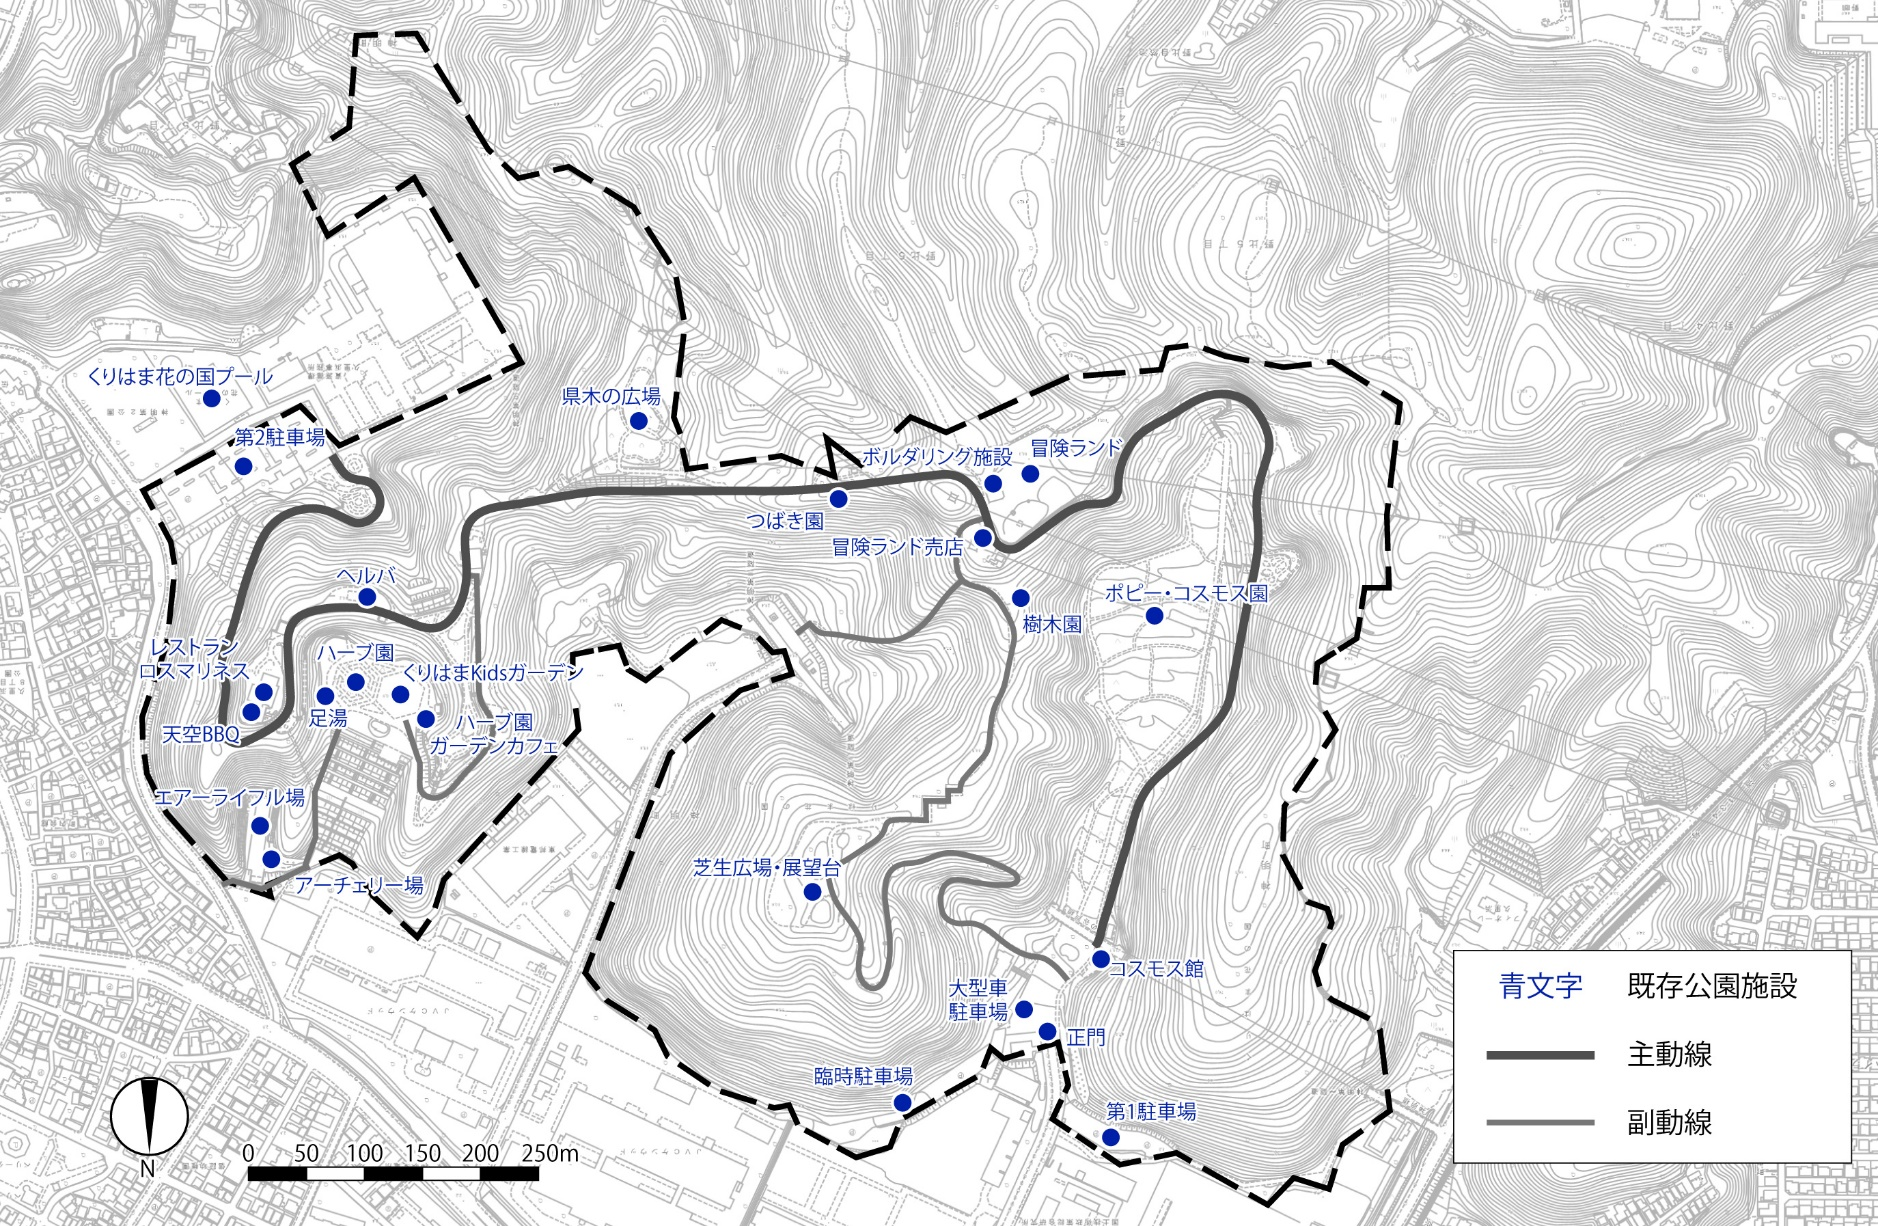 くりはま花の国プール
県木の広場
第2駐車場
冒険ランド
ボルダリング施設
つばき園
冒険ランド売店
ヘルバ
ポピー・コスモス園
樹木園
レストラン
ロスマリネス
ハーブ園
くりはまKidsガーデン
足湯
天空BBQ
ハーブ園
ガーデンカフェ
エアーライフル場
アーチェリー場
芝生広場・展望台
コスモス館
大型車
駐車場
正門
臨時駐車場
第1駐車場
青文字 既存公園施設
主動線
副動線
N
0 50 100 150 200 250m